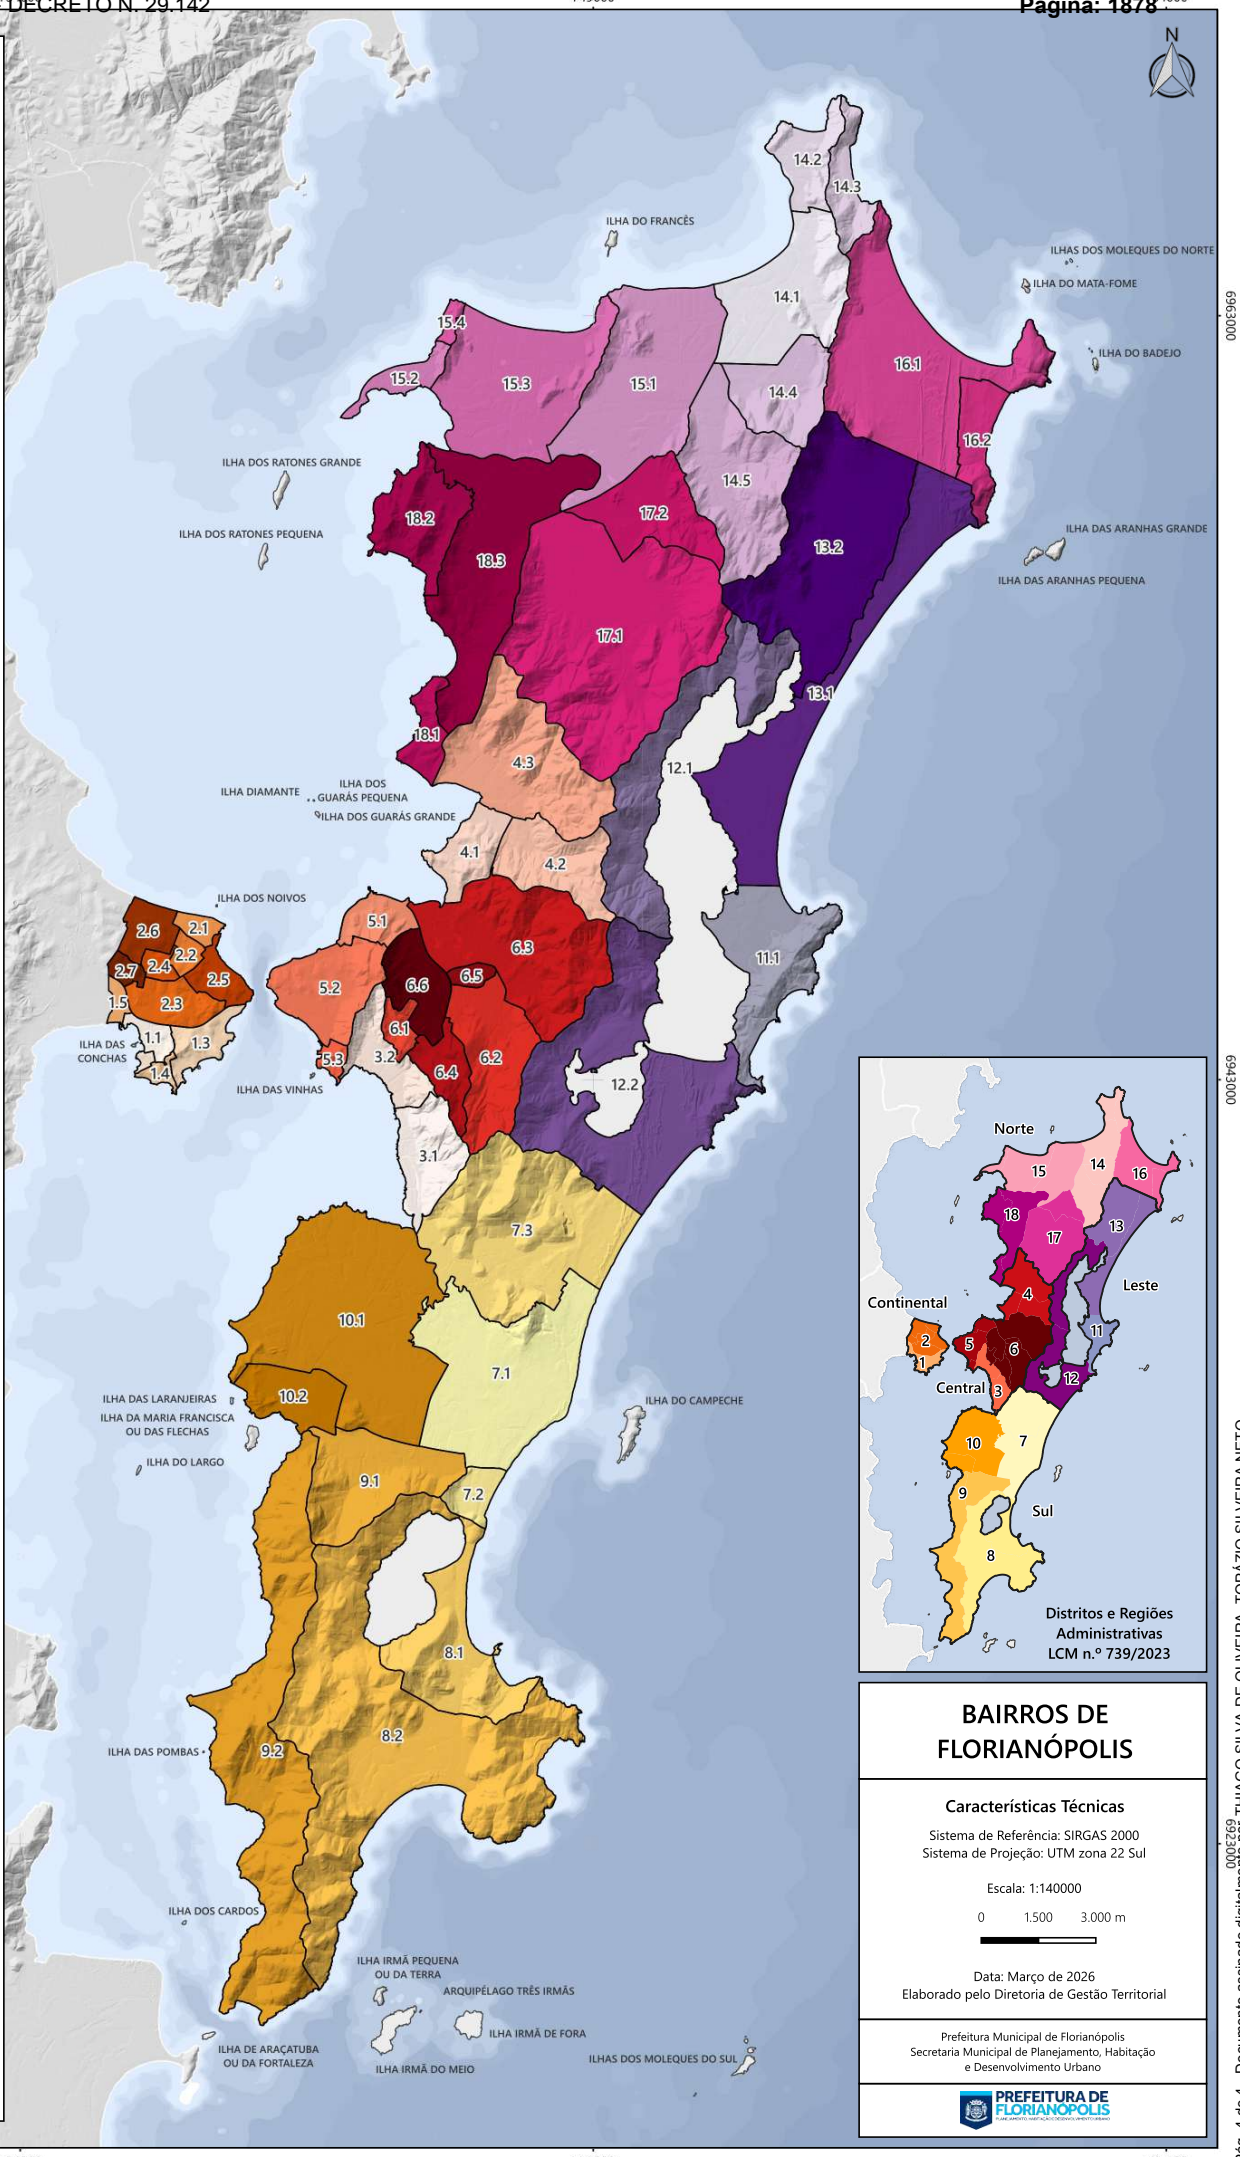 DECRETO N. 29.142
Página: 1878
N
14.2
14.3
ILHA DO FRANCÊS
ILHAS DOS MOLEQUES DO NORTE
ILHA DO MATA-FOME
14.1
6963000
15.4
ILHA DO BADEJO
15.2
15.3
15.1
16.1
14.4
16.2
ILHA DOS RATONES GRANDE
14.5
18.2
17.2
ILHA DOS RATONES PEQUENA
ILHA DAS ARANHAS GRANDE
13.2
18.3
ILHA DAS ARANHAS PEQUENA
17.1
13.1
18.1
4.3
12.1
ILHA DIAMANTE
ILHA DOS
GUARÁS PEQUENA
ILHA DOS GUARÁS GRANDE
4.1
4.2
ILHA DOS NOIVOS
5.1
2.6
2.1
6.3
2.2
11.1
2.4
2.7
2.5
6.5
5.2
6.6
1.5
2.3
6.1
1.1
1.3
ILHA DAS
CONCHAS
5.3
3.2
6.2
1.4
6.4
12.2
ILHA DAS VINHAS
6943000
3.1
7.3
10.1
7.1
10.2
ILHA DAS LARANJEIRAS
ILHA DA MARIA FRANCISCA
OU DAS FLECHAS
ILHA DO CAMPECHE
ILHA DO LARGO
9.1
7.2
8.1
8.2
9.2
ILHA DAS POMBAS
ILHA DOS CARDOS
ILHA IRMÃ PEQUENA
OU DA TERRA
ARQUIPÉLAGO TRÊS IRMÃS
ILHA IRMÃ DE FORA
ILHA DE ARAÇATUBA
OU DA FORTALEZA
ILHA IRMÃ DO MEIO
ILHAS DOS MOLEQUES DO SUL
Norte
15
14
16
18
13
17
Leste
4
Continental
2
1
5
6
11
12
Central
3
10
7
9
Sul
8
Distritos e Regiões
Administrativas
LCM n.º 739/2023
BAIRROS DE
FLORIANÓPOLIS
Características Técnicas
Sistema de Referência: SIRGAS 2000
Sistema de Projeção: UTM zona 22 Sul
Escala: 1:140000
0 1.500 3.000 m
Data: Março de 2026
Elaborado pelo Diretoria de Gestão Territorial
Prefeitura Municipal de Florianópolis
Secretaria Municipal de Planejamento, Habitação
e Desenvolvimento Urbano
PREFEITURA DE
FLORIANÓPOLIS
PLANEJAMENTO, HABITAÇÃO E DESENVOLVIMENTO URBANO
6923000